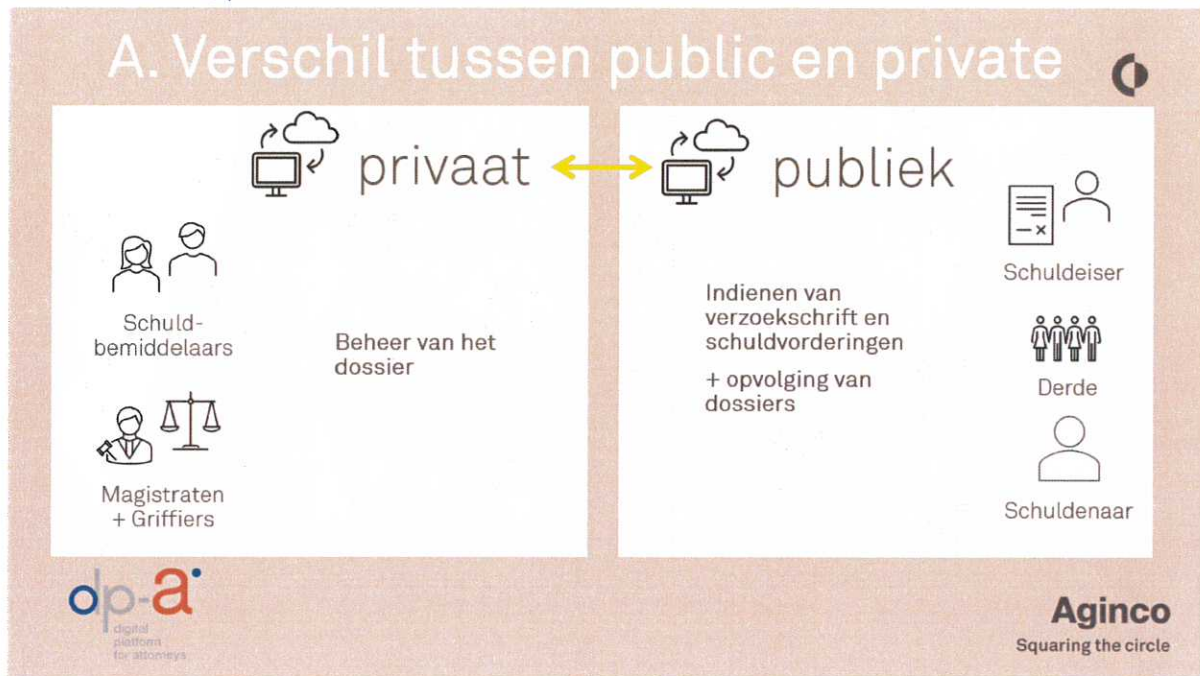 A. Verschil tussen public en private
privaat
Schuld-
bemiddelaars
Magistraten
+ Griffiers
Beheer van het
dossier
publiek
Indienen van
verzoekschrift en
schuldvorderingen
+ opvolging van
dossiers
Schuldeiser
Derde
Schuldenaar
dp-a
digital
platform
for attorneys
Aginco
Squaring the circle